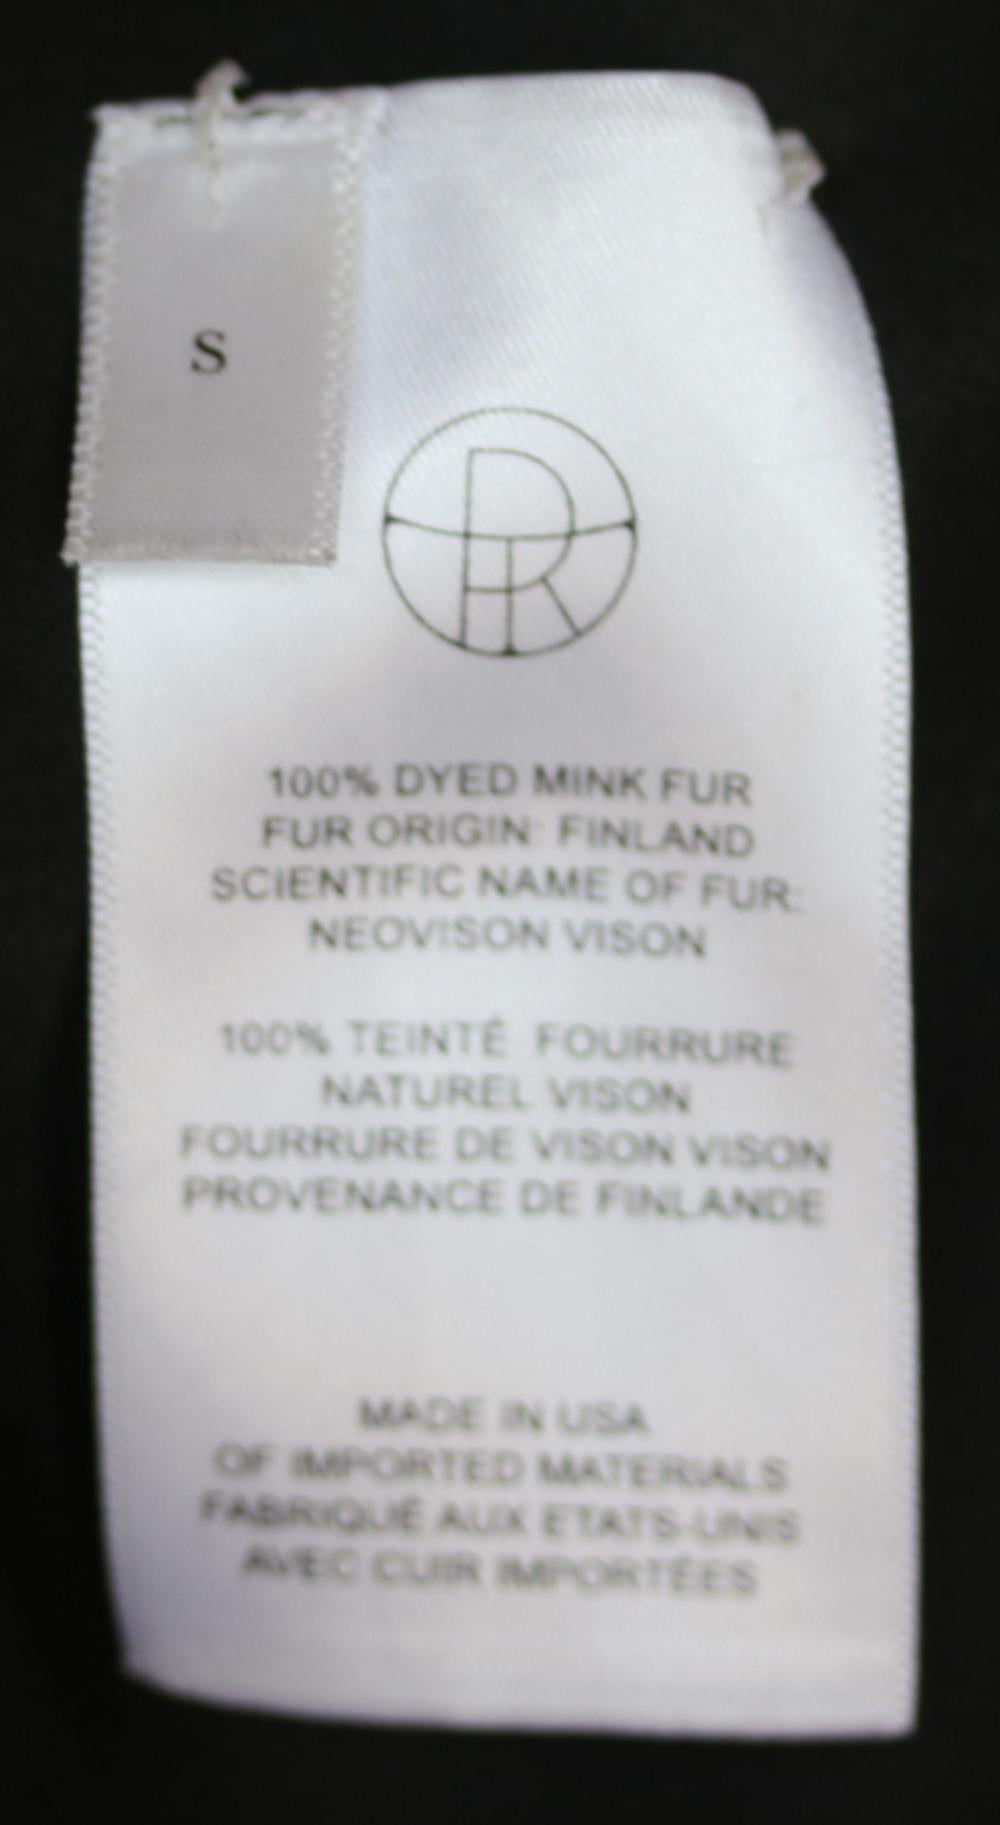 S
100% DYED MINK FUR
FUR ORIGIN: FINLAND
SCIENTIFIC NAME OF FUR:
NEOVISON VISON
100% TEINTÉ FOURRURE
NATUREL VISON
FOURRURE DE VISON VISON
PROVENANCE DE FINLANDE
MADE IN USA
OF IMPORTED MATERIALS
FABRIQUÉ AUX ETATS-UNIS
AVEC CUIR IMPORTÉES